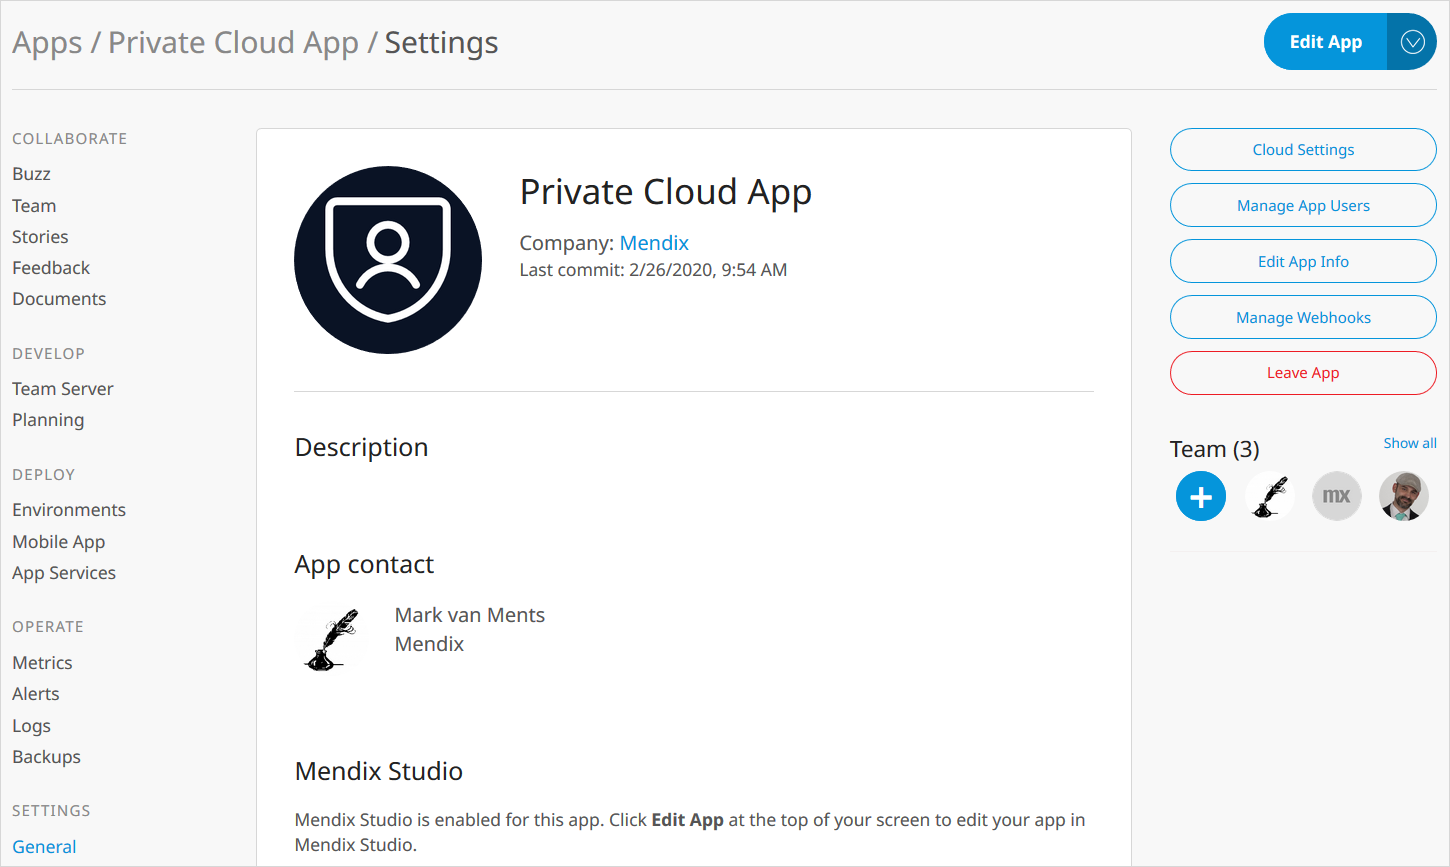 Apps / Private Cloud App / Settings
Edit App
COLLABORATE
Buzz
Team
Stories
Feedback
Documents
DEVELOP
Team Server
Planning
DEPLOY
Environments
Mobile App
App Services
OPERATE
Metrics
Alerts
Logs
Backups
SETTINGS
General
Private Cloud App
Company: Mendix
Last commit: 2/26/2020, 9:54 AM
Description
App contact
Mark van Ments
Mendix
Mendix Studio
Mendix Studio is enabled for this app. Click Edit App at the top of your screen to edit your app in
Mendix Studio.
Cloud Settings
Manage App Users
Edit App Info
Manage Webhooks
Leave App
Team (3)
Show all
mx